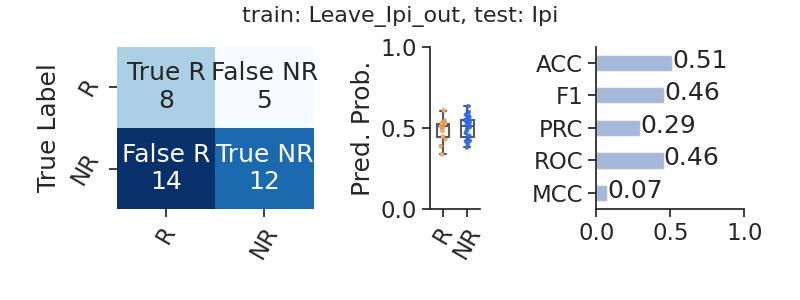 train: Leave_Ipi_out, test: Ipi
True Label
R
NR
True R
8
False NR
5
False R
14
True NR
12
R
NR
Pred. Prob.
1.0
0.5
0.0
R
NR
ACC
F1
PRC
ROC
MCC
0.51
0.46
0.29
0.46
0.07
0.0
0.5
1.0